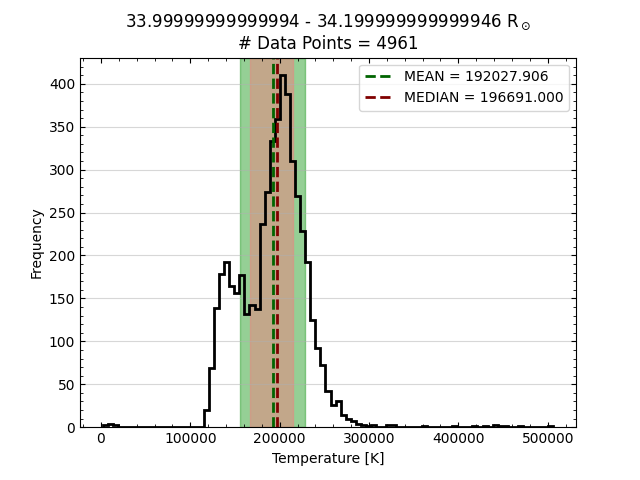 33.99999999999994 - 34.199999999999946 R⊙
# Data Points = 4961
MEAN = 192027.906
MEDIAN = 196691.000
Frequency
400
350
300
250
200
150
100
50
0
0 100000 200000 300000 400000 500000
Temperature [K]